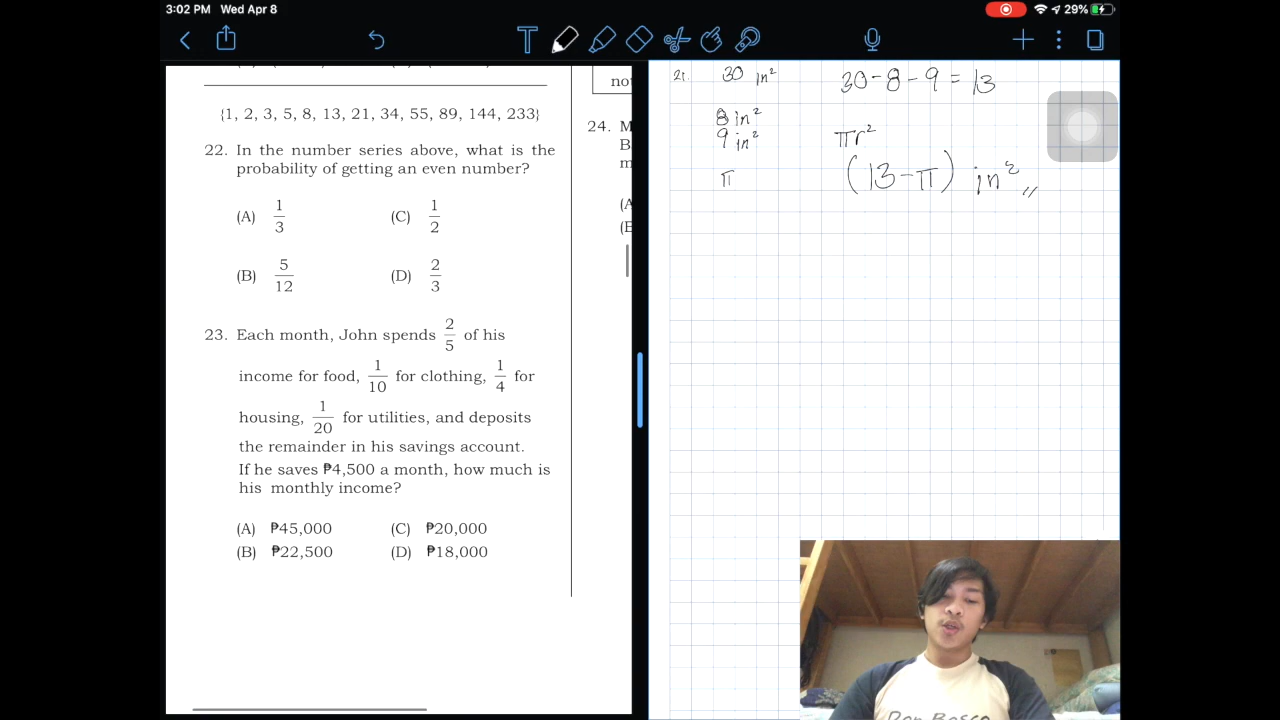 3:02 PM Wed Apr 8
29%
{1, 2, 3, 5, 8, 13, 21, 34, 55, 89, 144, 233}
22. In the number series above, what is the
probability of getting an even number?
(A) 1/3
(C) 1/2
(B) 5/12
(D) 2/3
23. Each month, John spends 2/5 of his
income for food, 1/10 for clothing, 1/4 for
housing, 1/20 for utilities, and deposits
the remainder in his savings account.
If he saves ₱4,500 a month, how much is
his monthly income?
(A) ₱45,000
(C) ₱20,000
(B) ₱22,500
(D) ₱18,000
24. M
B
m
(A
21. 30 in² 30 - 8 - 9 = 13
8 in²
9 in² πr²
π (13 - π) in²
Don Bosco